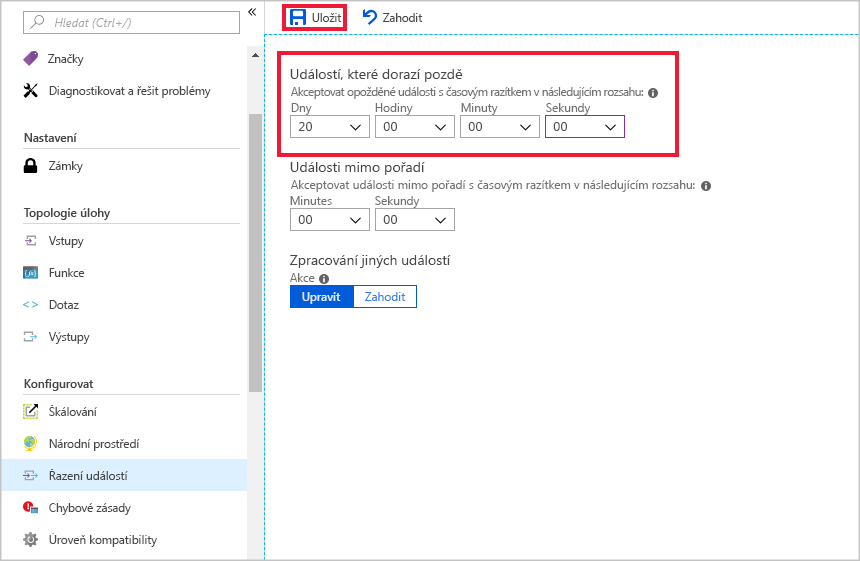 Hledat (Ctrl+/)
«
Značky
Diagnostikovat a řešit problémy
Nastavení
Zámky
Topologie úlohy
Vstupy
Funkce
Dotaz
Výstupy
Konfigurovat
Škálování
Národní prostředí
Řazení událostí
Chybové zásady
Úroveň kompatibility
Uložit Zahodit
Událostí, které dorazí pozdě
Akceptovat opožděné události s časovým razítkem v následujícím rozsahu:
Dny Hodiny Minuty Sekundy
20 00 00 00
Události mimo pořadí
Akceptovat události mimo pořadí s časovým razítkem v následujícím rozsahu:
Minutes Sekundy
00 00
Zpracování jiných událostí
Akce
Upravit Zahodit